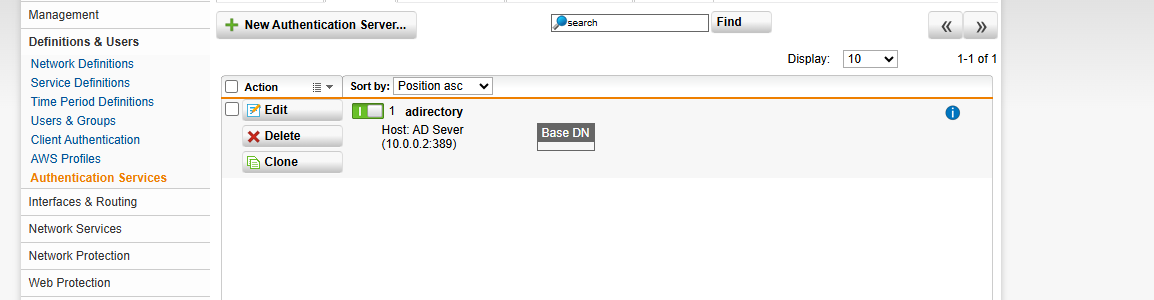 Management
Definitions & Users
Network Definitions
Service Definitions
Time Period Definitions
Users & Groups
Client Authentication
AWS Profiles
Authentication Services
Interfaces & Routing
Network Services
Network Protection
Web Protection
New Authentication Server...
search
Find
«
»
Display: 10 1-1 of 1
Action
Sort by: Position asc
Edit
Delete
Clone
1 adirectory
Host: AD Sever
(10.0.0.2:389)
Base DN